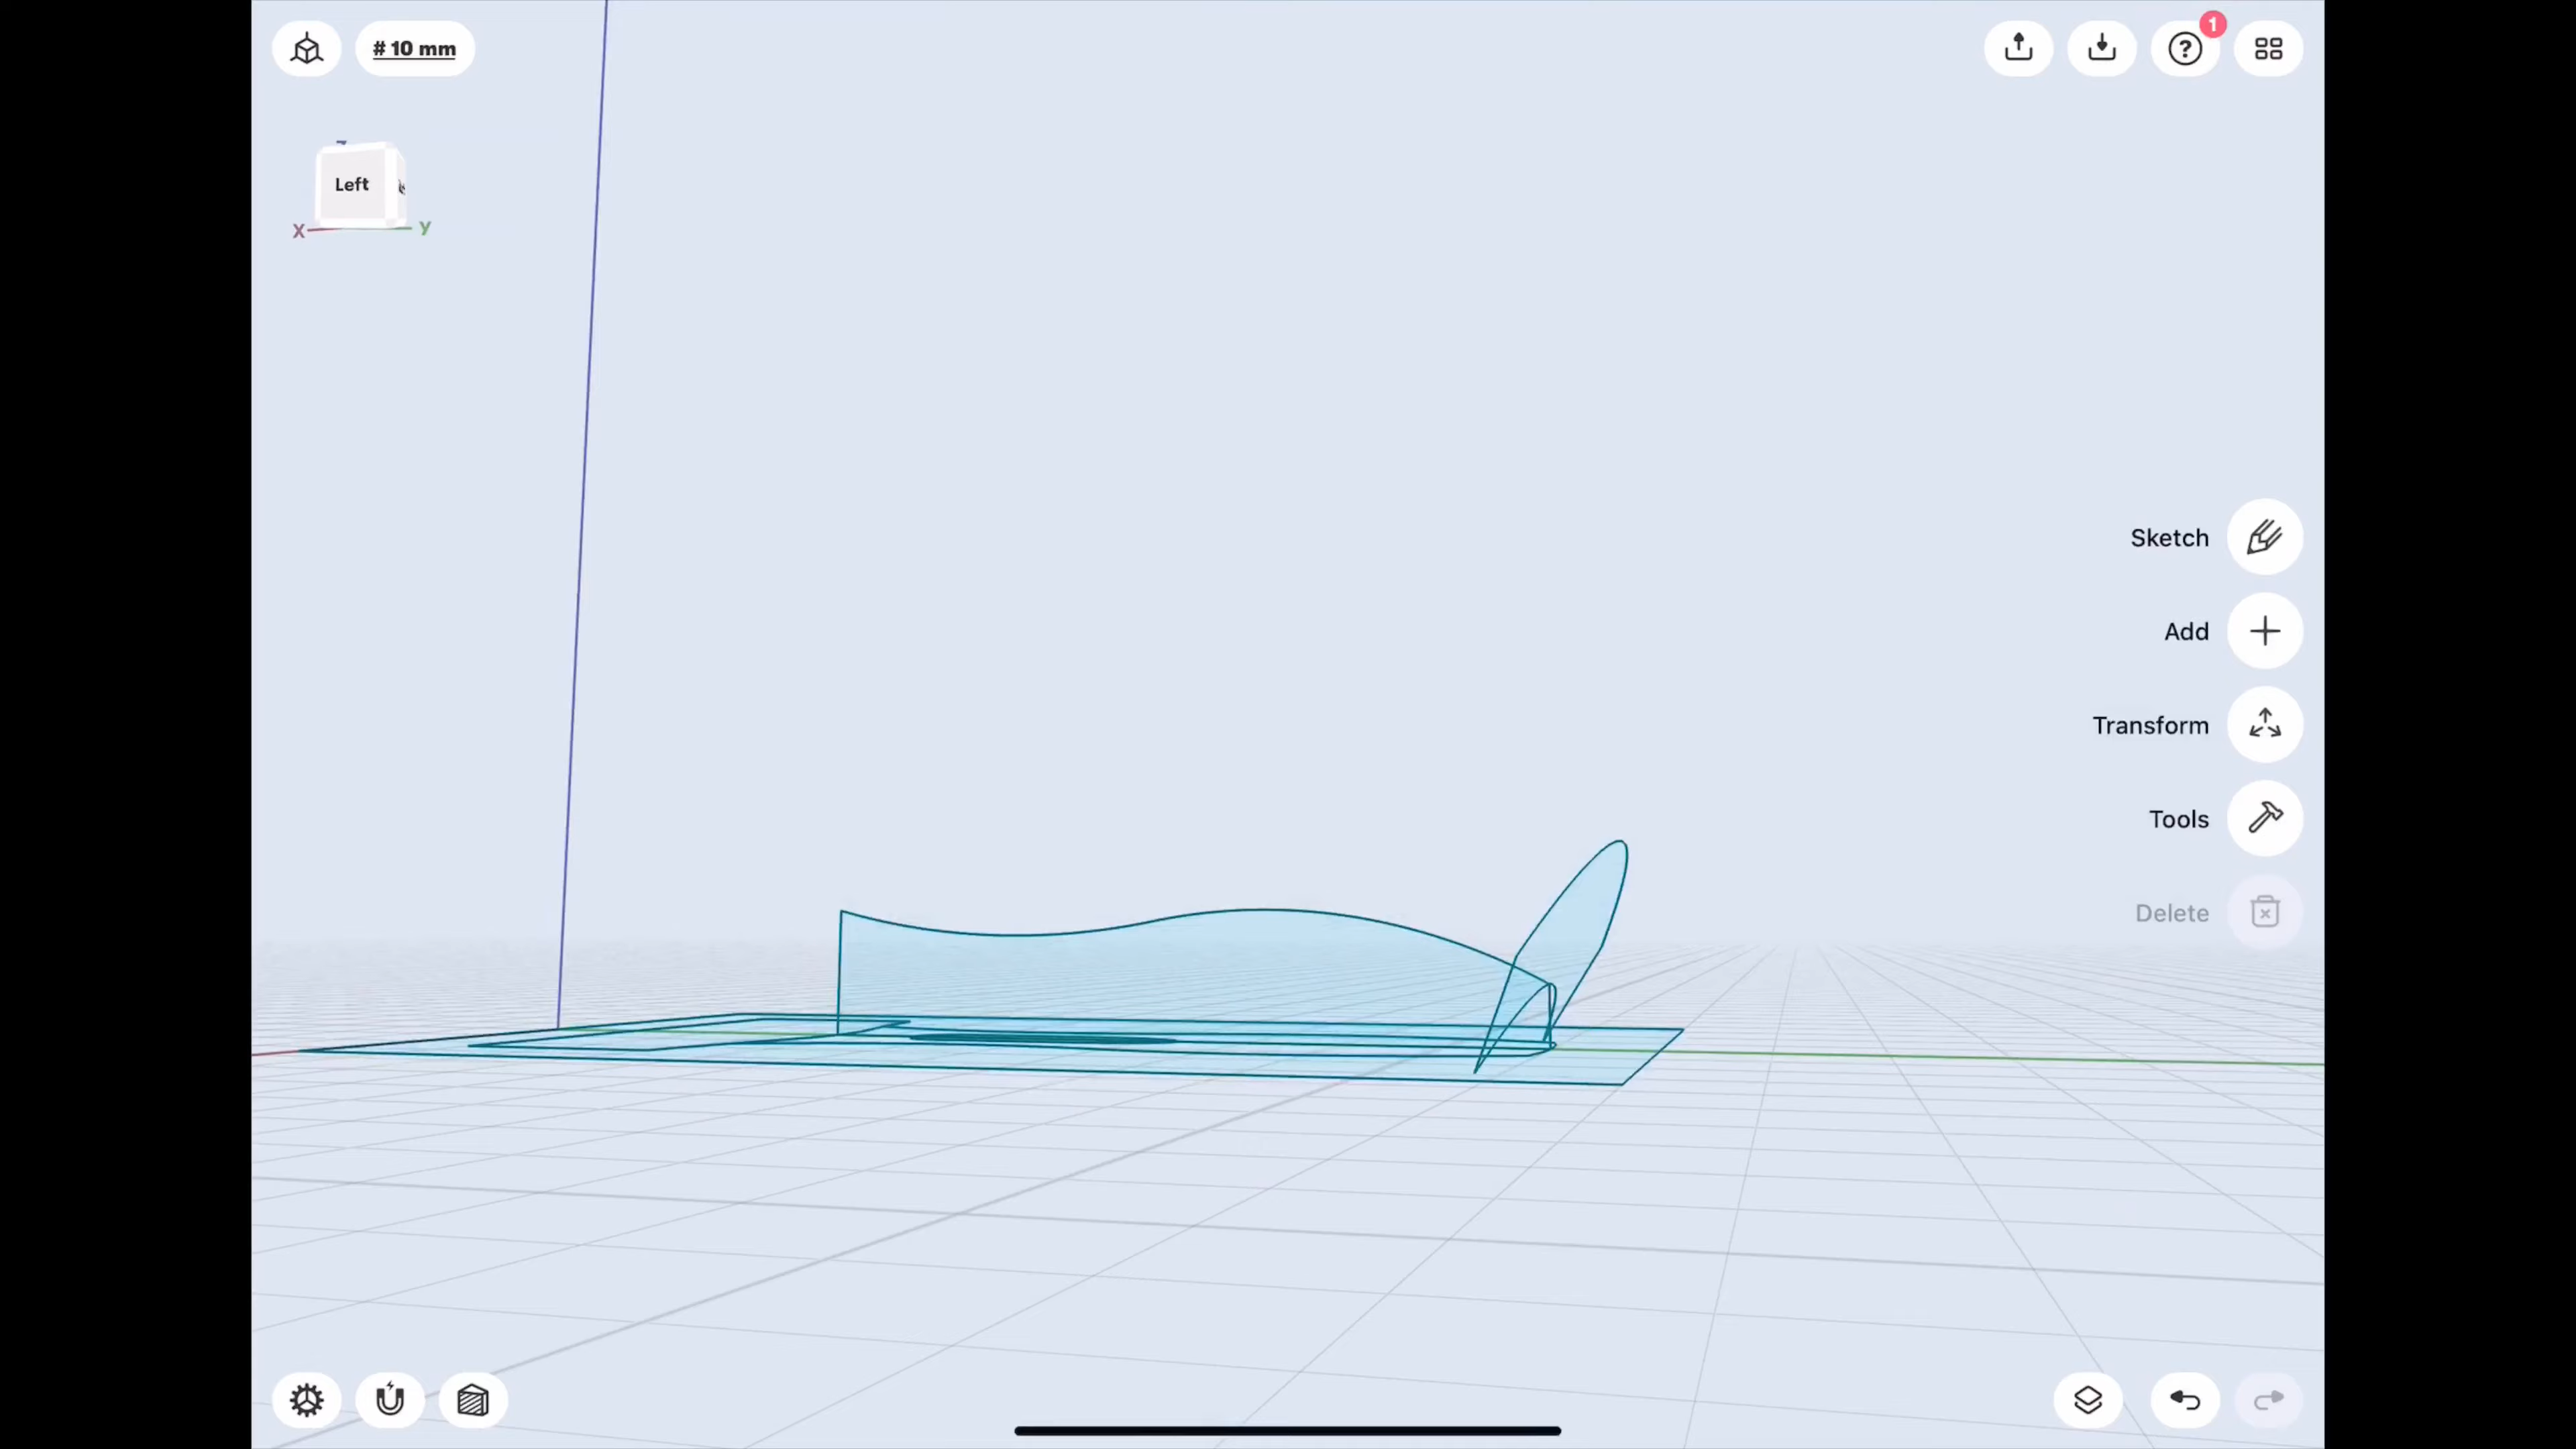 # 10 mm
1
Left
X
Y
Sketch
Add
Transform
Tools
Delete